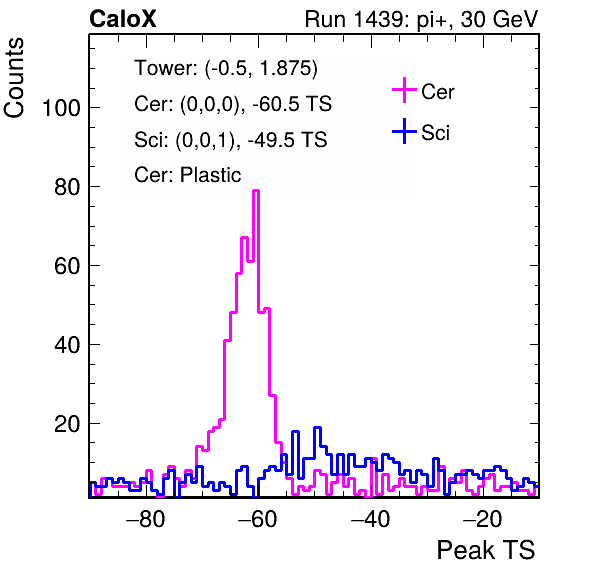 CaloX Run 1439: pi+, 30 GeV
Tower: (-0.5, 1.875)
Cer: (0,0,0), -60.5 TS
Sci: (0,0,1), -49.5 TS
Cer: Plastic
Cer
Sci
Counts
100
80
60
40
20
−80 −60 −40 −20
Peak TS